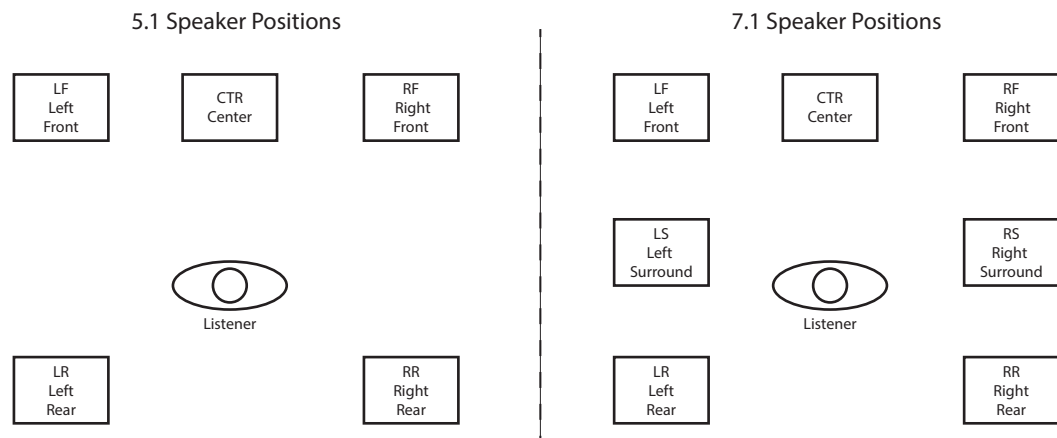 5.1 Speaker Positions
LF
Left
Front
CTR
Center
RF
Right
Front
Listener
LR
Left
Rear
RR
Right
Rear
7.1 Speaker Positions
LF
Left
Front
CTR
Center
RF
Right
Front
LS
Left
Surround
RS
Right
Surround
Listener
LR
Left
Rear
RR
Right
Rear